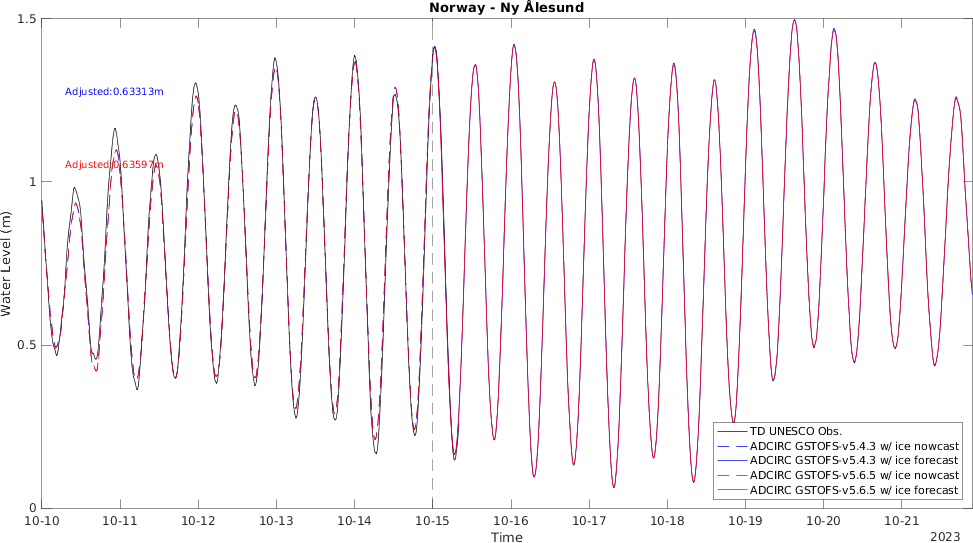 Norway - Ny Ålesund
1.5
Adjusted:0.63313m
Adjusted:0.63597m
1
Water Level (m)
0.5
0
TD UNESCO Obs.
ADCIRC GSTOFS-v5.4.3 w/ ice nowcast
ADCIRC GSTOFS-v5.4.3 w/ ice forecast
ADCIRC GSTOFS-v5.6.5 w/ ice nowcast
ADCIRC GSTOFS-v5.6.5 w/ ice forecast
10-10 10-11 10-12 10-13 10-14 10-15 10-16 10-17 10-18 10-19 10-20 10-21
Time
2023